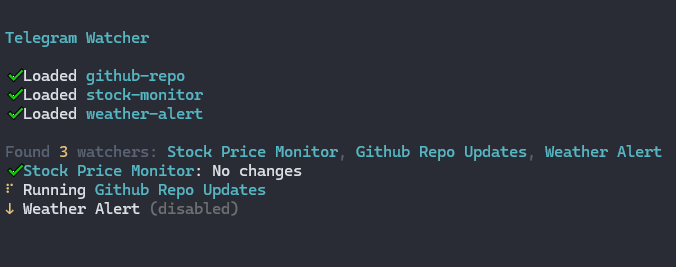 Telegram Watcher
✔Loaded github-repo
✔Loaded stock-monitor
✔Loaded weather-alert
Found 3 watchers: Stock Price Monitor, Github Repo Updates, Weather Alert
✔Stock Price Monitor: No changes
⠏ Running Github Repo Updates
↓ Weather Alert (disabled)